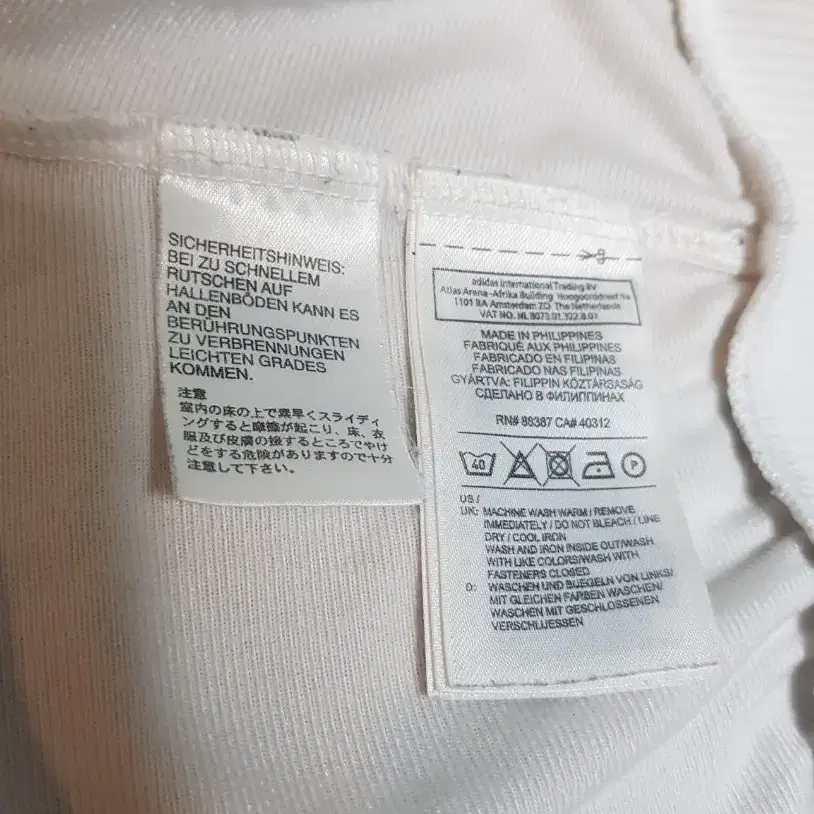 SICHERHEITSHINWEIS:
BEI ZU SCHNELLEM
RUTSCHEN AUF
HALLENBÖDEN KANN ES
AN DEN
BERÜHRUNGSPUNKTEN
ZU VERBRENNUNGEN
LEICHTEN GRADES
KOMMEN.
注意
室内の床の上で素早くスライディ
ングすると摩擦が起こり、床、衣
服及び皮膚の接するところでやけ
どをする危険がありますので十分
注意して下さい。
adidas International Trading BV
Atlas Arena -Afrika Building Hoogoorddreef 9a
1101 BA Amsterdam ZO The Netherlands
VAT NO. NL 8073.01.322.B.01
MADE IN PHILIPPINES
FABRIQUÉ AUX PHILIPPINES
FABRICADO EN FILIPINAS
FABRICADO NAS FILIPINAS
GYÁRTVA: FILIPPIN KÖZTÁRSASÁG
СДЕЛАНО В ФИЛИППИНАХ
RN# 88387 CA# 40312
40 P
US /
UK: MACHINE WASH WARM / REMOVE
IMMEDIATELY / DO NOT BLEACH / LINE
DRY / COOL IRON
WASH AND IRON INSIDE OUT/WASH
WITH LIKE COLORS/WASH WITH
FASTENERS CLOSED
D: WASCHEN UND BUEGELN VON LINKS/
MIT GLEICHEN FARBEN WASCHEN/
WASCHEN MIT GESCHLOSSENEN
VERSCHLUESSEN